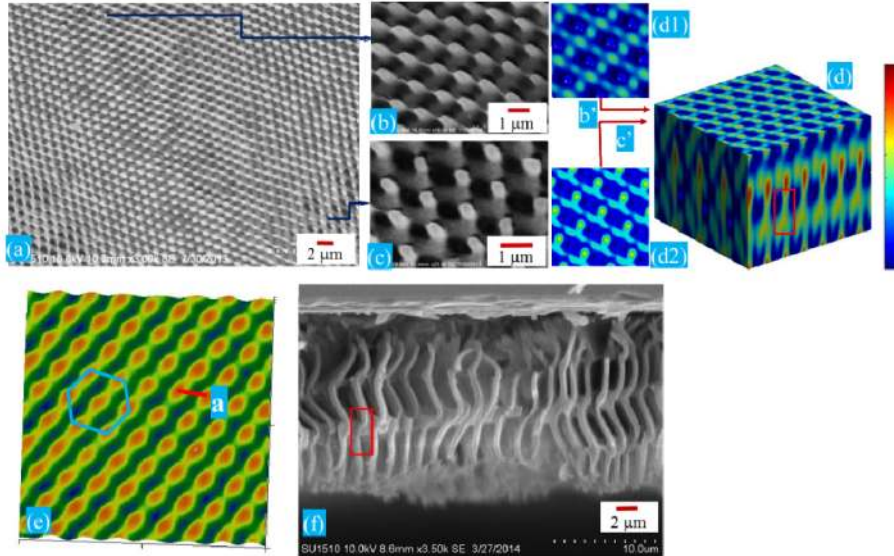 (a)
2 μm
(b)
1 μm
(c)
1 μm
(d1)
b'
c'
(d2)
(d)
(e)
a
(f)
2 μm
SU1510 10.0kV 8.6mm x3.50k SE 3/27/2014
10.0um